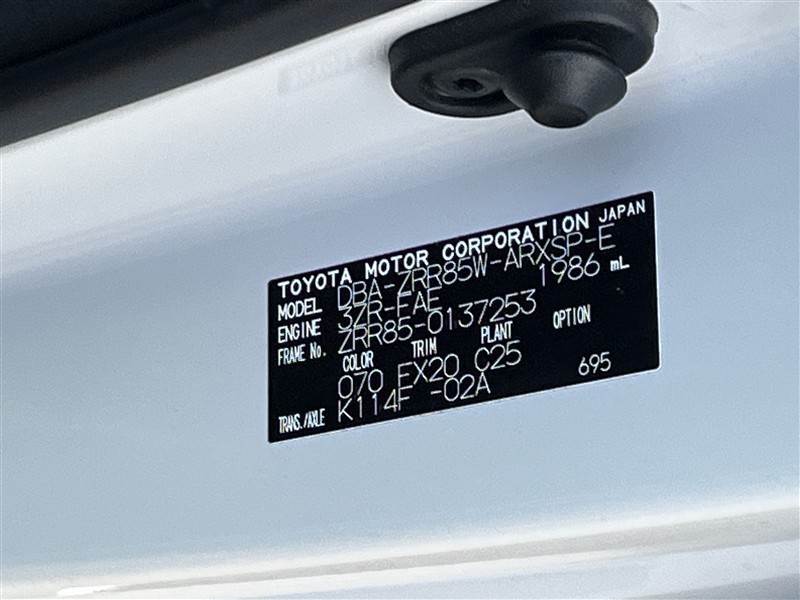 TOYOTA MOTOR CORPORATION JAPAN
MODEL DBA-ZRR85W-ARXSP-E
ENGINE 3ZR-FAE 1986 mL
FRAME No. ZRR85-0137253
COLOR TRIM PLANT OPTION
070 EX20 C25
TRANS./AXLE K114F -02A 695